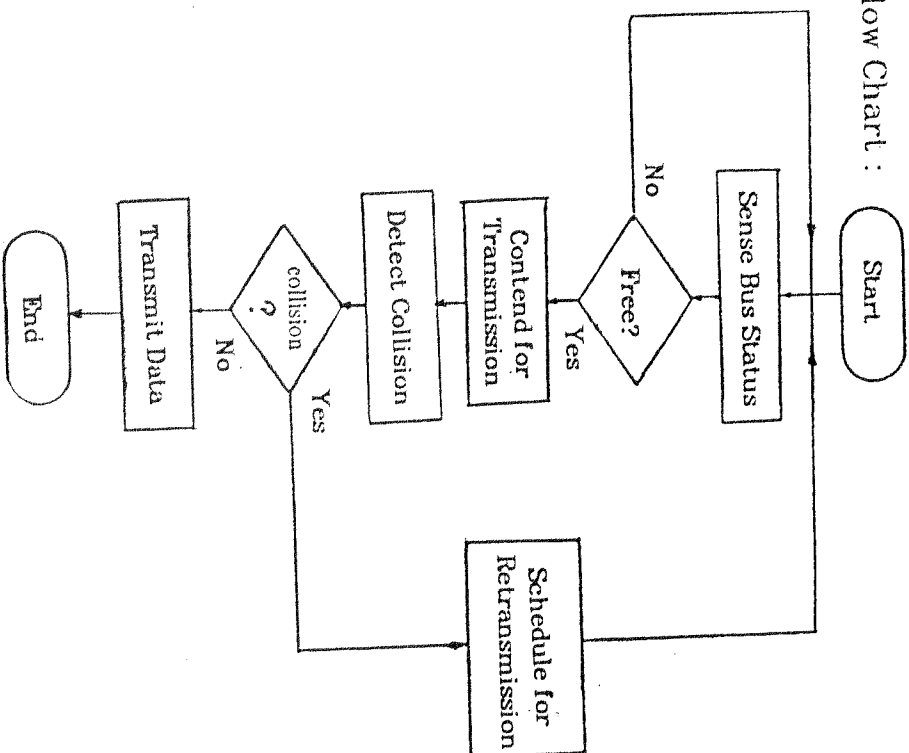 low Chart :
Start
Sense Bus Status
Free?
No
Yes
Contend for
Transmission
Detect Collision
collision
?
Yes
No
Schedule for
Retransmission
Transmit Data
End